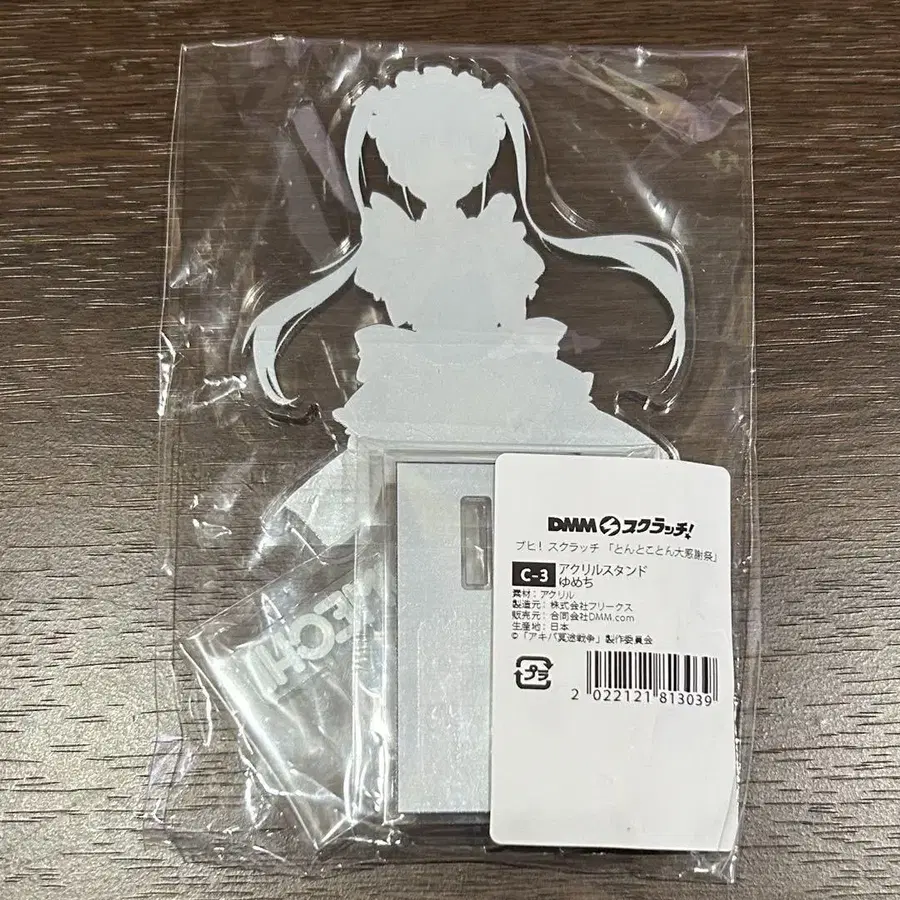 DMMスクラッチ!
ブヒ! スクラッチ 「とんとことん大感謝祭」
C-3 アクリルスタンド
ゆめち
素材: アクリル
製造元: 株式会社フリークス
販売元: 合同会社DMM.com
生産地: 日本
©「アキバ冥途戦争」製作委員会
プラ
2 022121 813039